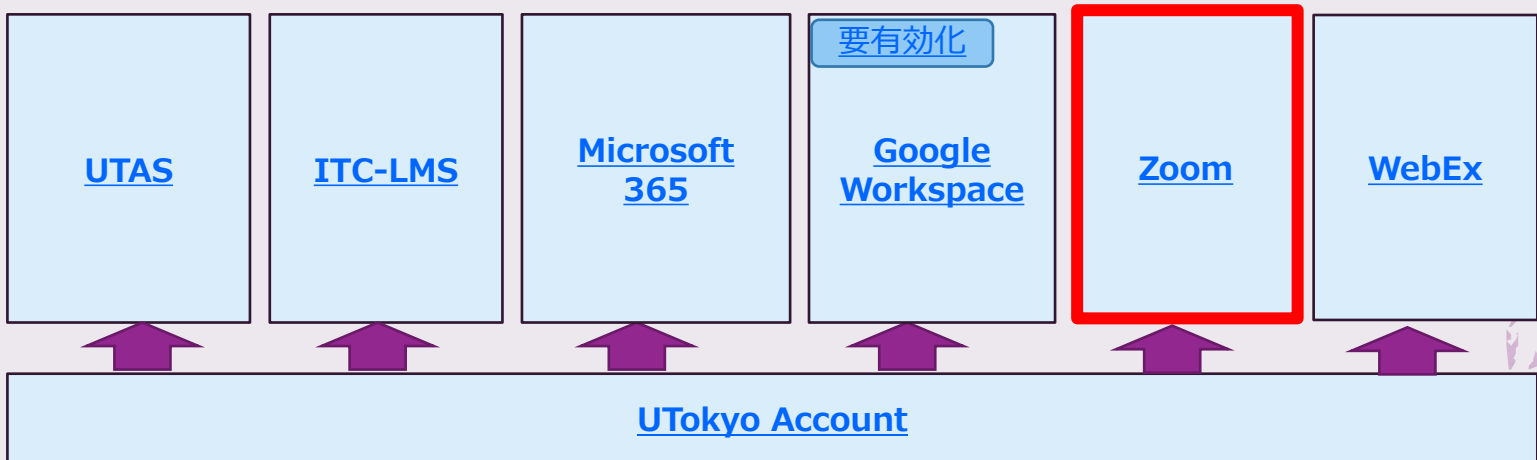 要有効化
UTAS
ITC-LMS
Microsoft
365
Google
Workspace
Zoom
WebEx
UTokyo Account